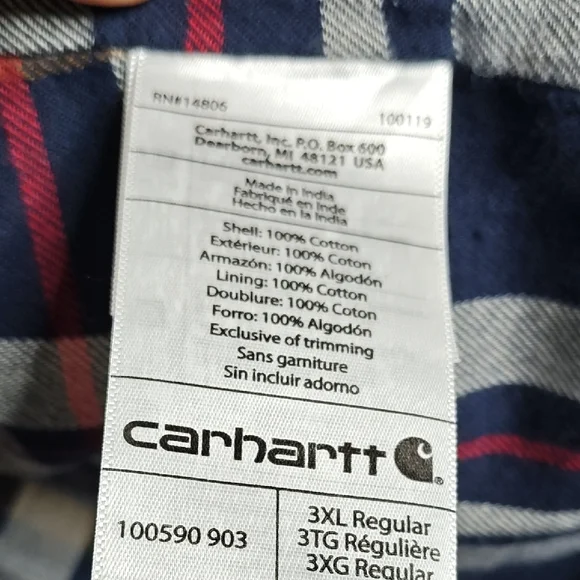 RN#14806
100119
Carhartt, Inc. P.O. Box 600
Dearborn, MI 48121 USA
carhartt.com
Made in India
Fabriqué en Inde
Hecho en la India
Shell: 100% Cotton
Extérieur: 100% Coton
Armazón: 100% Algodón
Lining: 100% Cotton
Doublure: 100% Coton
Forro: 100% Algodón
Exclusive of trimming
Sans garniture
Sin incluir adorno
carhartt®
100590 903
3XL Regular
3TG Régulière
3XG Regular